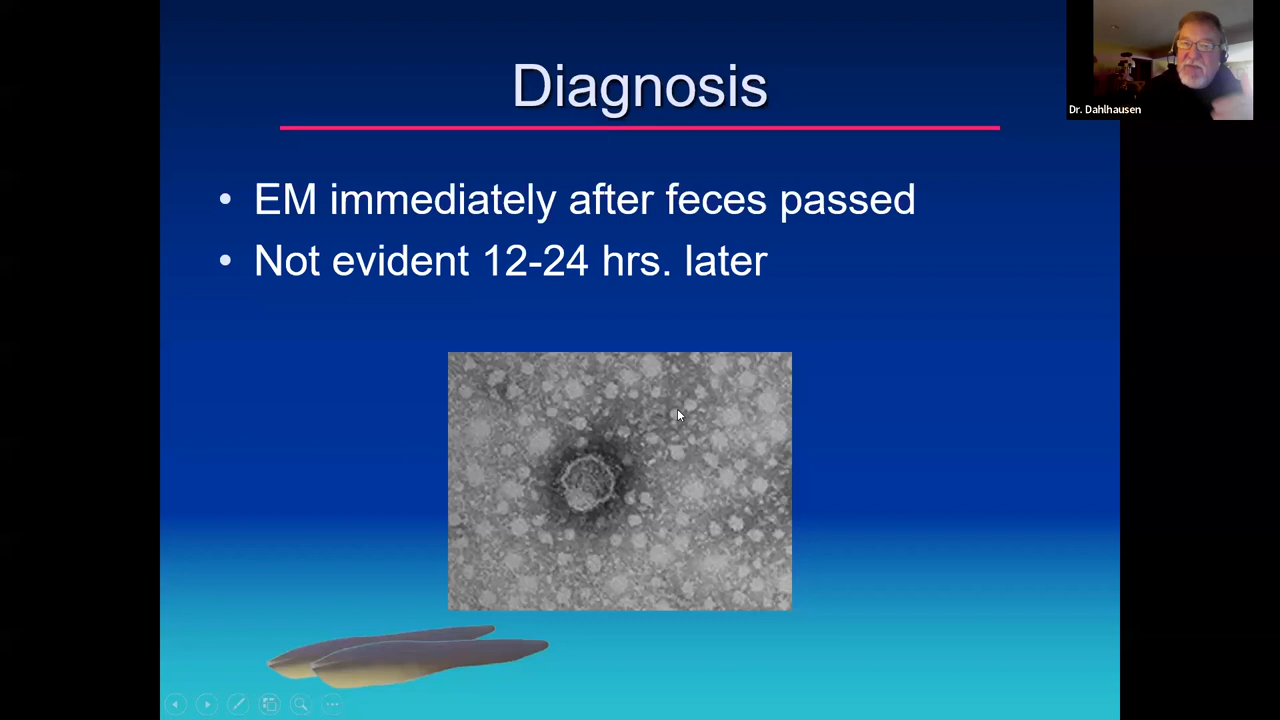 Diagnosis
• EM immediately after feces passed
• Not evident 12-24 hrs. later
Dr. Dahlhausen